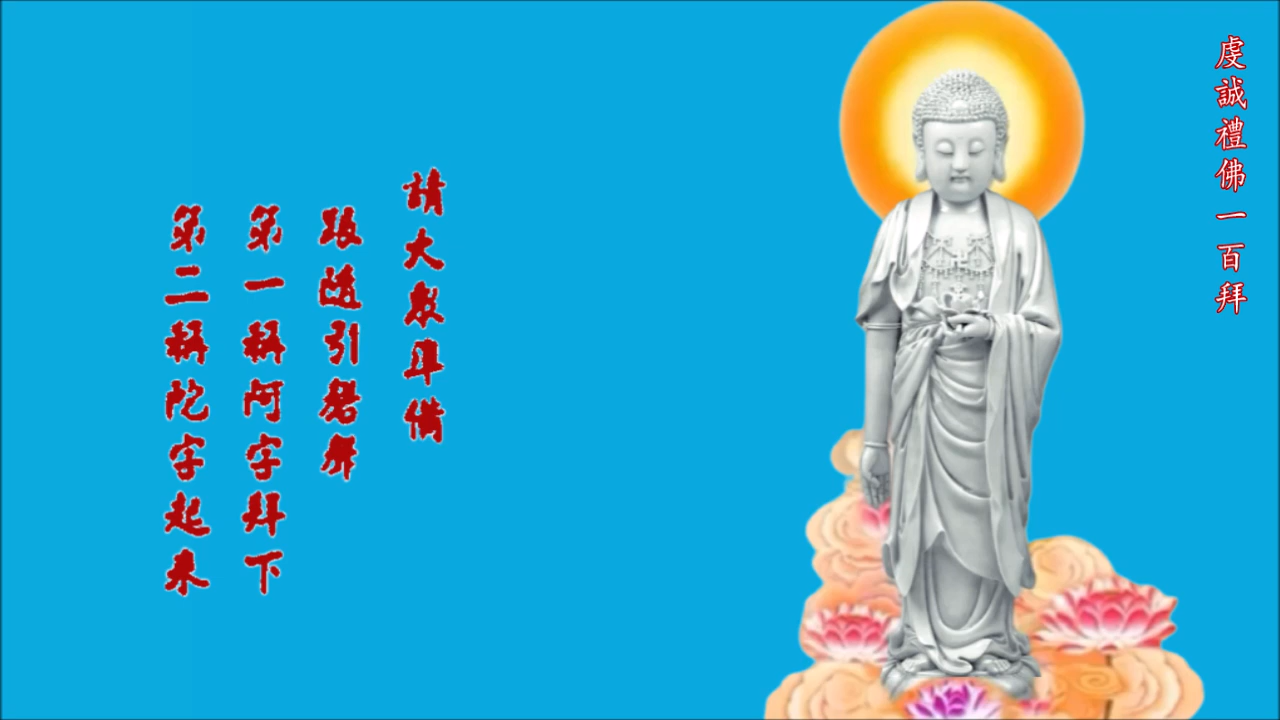 虔誠禮佛一百拜
請大眾準備
跟隨引磬聲
第一稱阿字拜下
第二稱陀字起來